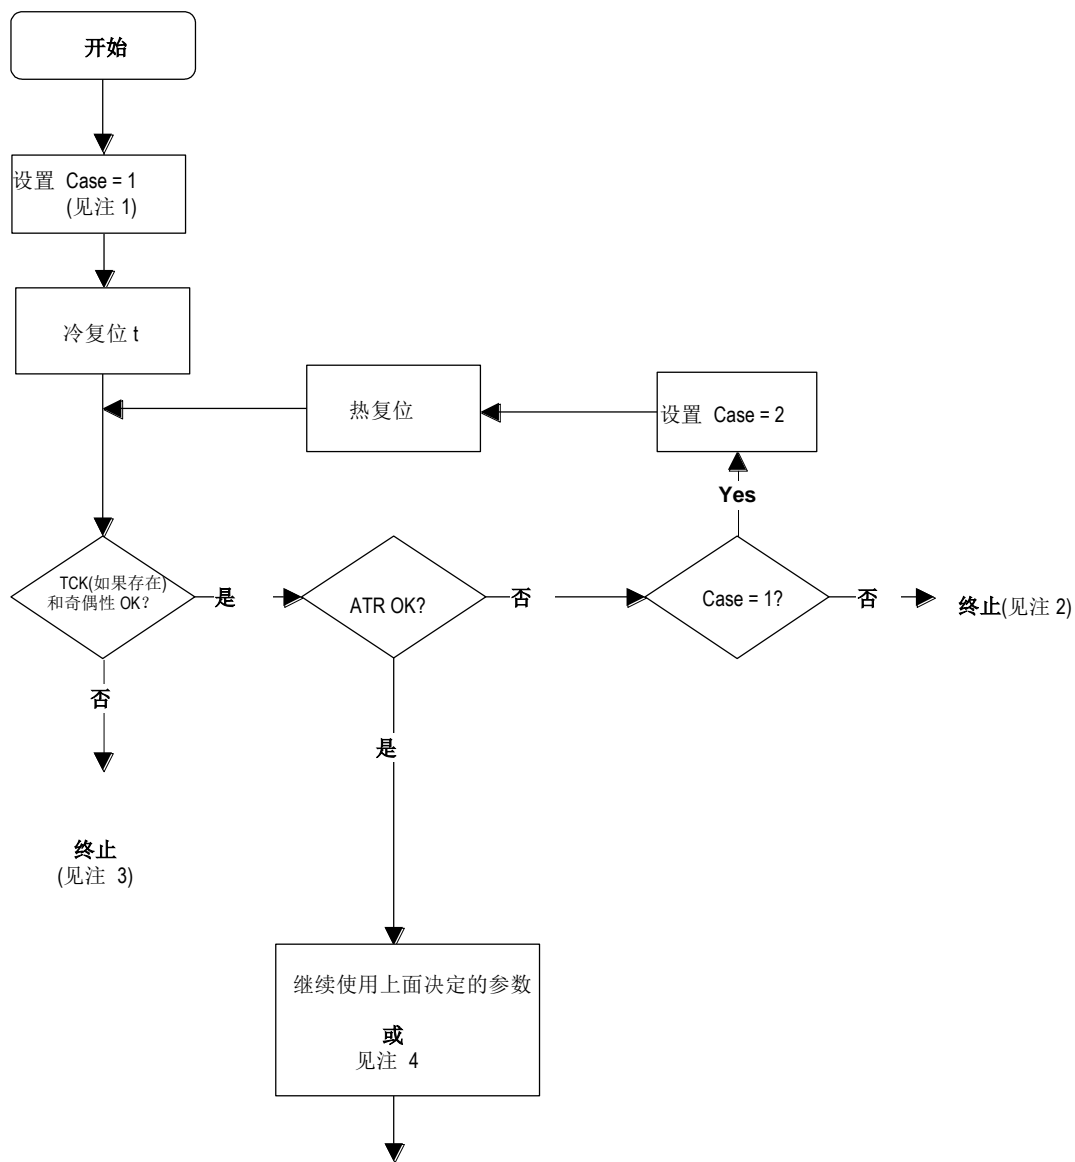 开始
设置 Case = 1
(见注 1)
冷复位 t
热复位
设置 Case = 2
Yes
TCK(如果存在)
和奇偶性 OK?
是
ATR OK?
否
Case = 1?
否
终止(见注 2)
否
是
终止
(见注 3)
继续使用上面决定的参数
或
见注 4